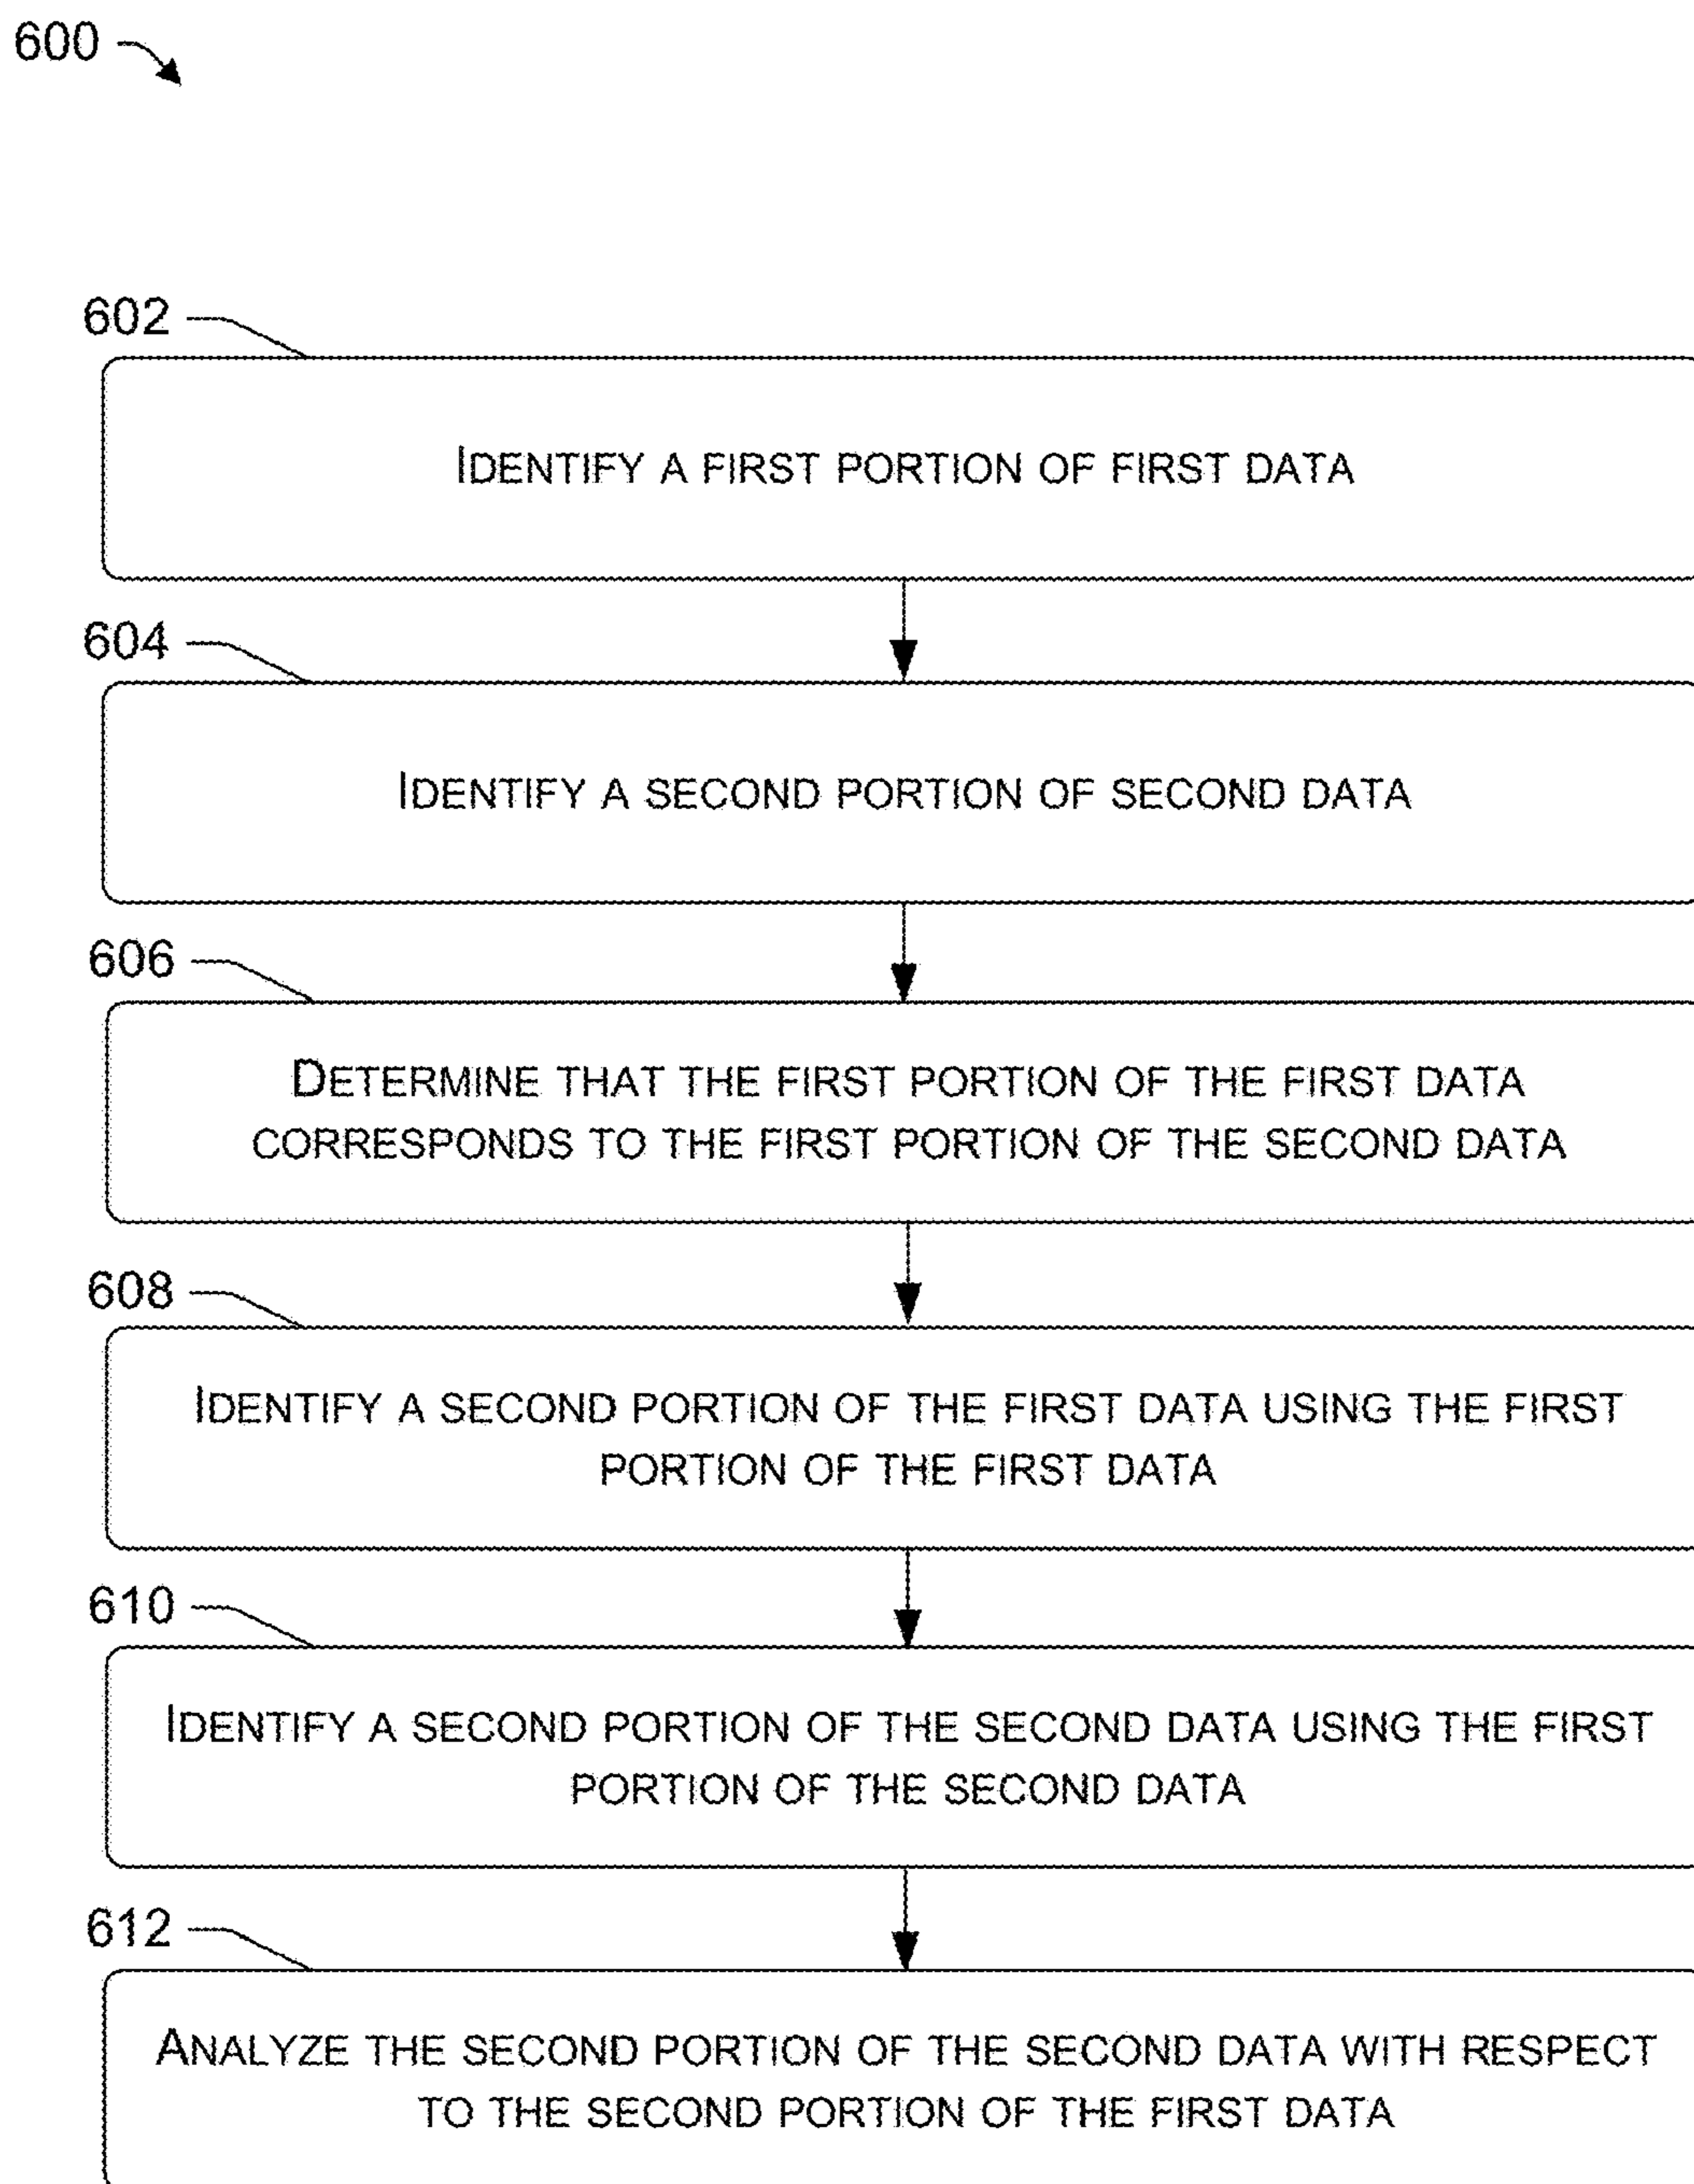 600
602
IDENTIFY A FIRST PORTION OF FIRST DATA
604
IDENTIFY A SECOND PORTION OF SECOND DATA
606
DETERMINE THAT THE FIRST PORTION OF THE FIRST DATA
CORRESPONDS TO THE FIRST PORTION OF THE SECOND DATA
608
IDENTIFY A SECOND PORTION OF THE FIRST DATA USING THE FIRST
PORTION OF THE FIRST DATA
610
IDENTIFY A SECOND PORTION OF THE SECOND DATA USING THE FIRST
PORTION OF THE SECOND DATA
612
ANALYZE THE SECOND PORTION OF THE SECOND DATA WITH RESPECT
TO THE SECOND PORTION OF THE FIRST DATA